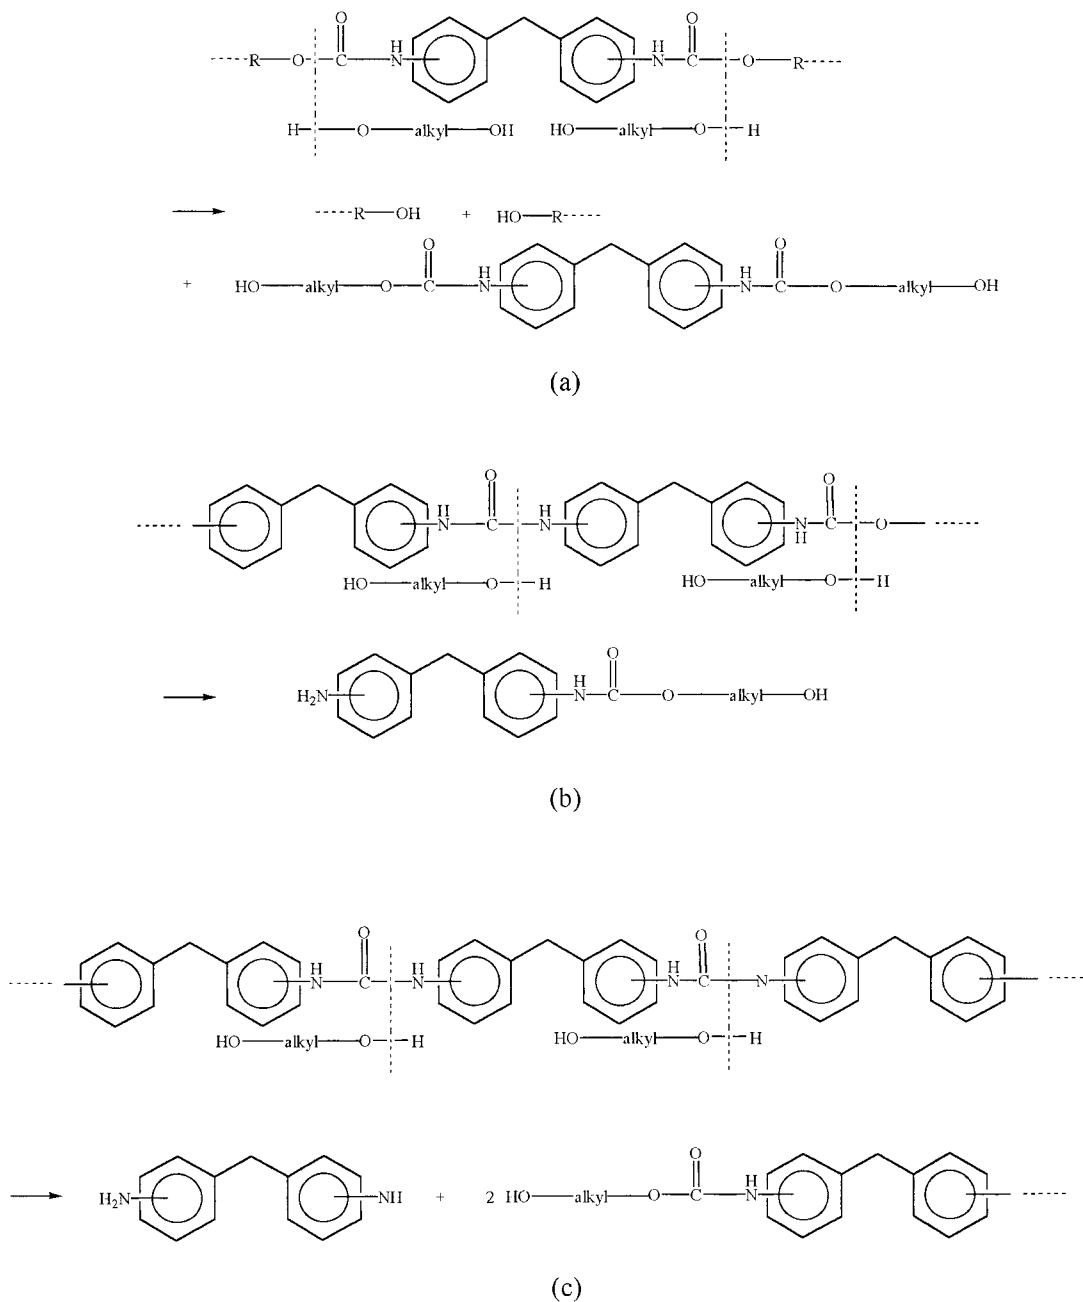 O O
R O C H N H N C O R
H O alkyl OH HO alkyl O H
R OH + HO R
O O
+ HO alkyl O C H N H N C O alkyl OH
(a)
O O
H N C H N N H C O
HO alkyl O H HO alkyl O H
O
H₂N H N C O alkyl OH
(b)
O O
H N C H N H N C N
HO alkyl O H HO alkyl O H
O
H₂N NH + 2 HO alkyl O C H N
(c)